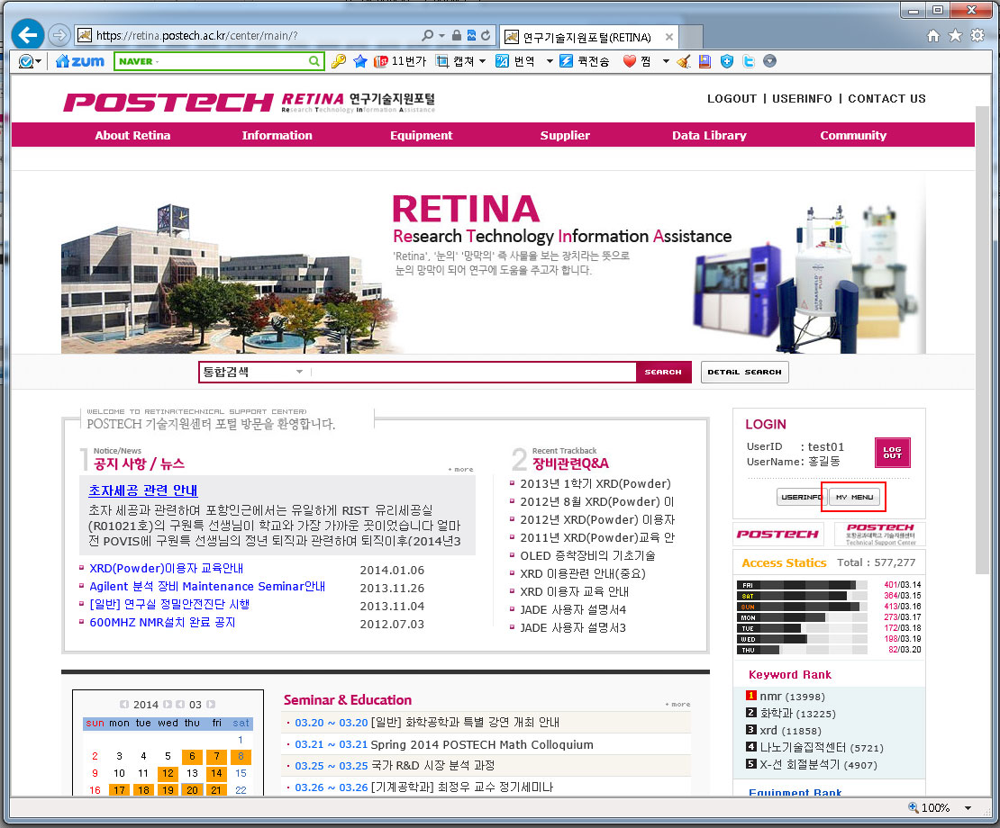 https://retina.postech.ac.kr/center/main/?
연구기술지원포털(RETINA)
zum NAVER 11번가 캡쳐 번역 퀵전송 찜
POSTECH RETINA 연구기술지원포털
Research Technology Information Assistance
LOGOUT | USERINFO | CONTACT US
About Retina Information Equipment Supplier Data Library Community
RETINA
Research Technology Information Assistance
'Retina', '눈의' '망막의' 즉 사물을 보는 장치라는 뜻으로
눈의 망막이 되어 연구에 도움을 주고자 합니다.
통합검색 SEARCH DETAIL SEARCH
WELCOME TO RETINA(TECHNICAL SUPPORT CENTER)
POSTECH 기술지원센터 포털 방문을 환영합니다.
1 Notice/News
공지 사항 / 뉴스
+ more
초자세공 관련 안내
초자 세공과 관련하여 포항인근에서는 유일하게 RIST 유리세공실
(R01021호)의 구원특 선생님이 학교와 가장 가까운 곳이었습니다 얼마
전 POVIS에 구원특 선생님의 정년 퇴직과 관련하여 퇴직이후(2014년3
XRD(Powder)이용자 교육안내 2014.01.06
Agilent 분석 장비 Maintenance Seminar안내 2013.11.26
[일반] 연구실 정밀안전진단 시행 2013.11.04
600MHZ NMR설치 완료 공지 2012.07.03
2 Recent Trackback
장비관련Q&A
2013년 1학기 XRD(Powder)
2012년 8월 XRD(Powder) 이
2012년 XRD(Powder) 이용자
2011년 XRD(Powder)교육 안
OLED 증착장비의 기초기술
XRD 이용관련 안내(중요)
XRD 이용자 교육 안내
JADE 사용자 설명서4
JADE 사용자 설명서3
LOGIN
UserID : test01
UserName: 홍길동
LOG OUT
USERINFO MY MENU
POSTECH
POSTECH
포항공과대학교 기술지원센터
Technical Support Center
Access Statics Total : 577,277
FRI 401/03.14
SAT 364/03.15
SUN 413/03.16
MON 273/03.17
TUE 172/03.18
WED 198/03.19
THU 82/03.20
Keyword Rank
1 nmr (13998)
2 화학과 (13225)
3 xrd (11858)
4 나노기술집적센터 (5721)
5 X-선 회절분석기 (4907)
Equipment Rank
2014 03
sun mon tue wed thu fri sat
1
2 3 4 5 6 7 8
9 10 11 12 13 14 15
16 17 18 19 20 21 22
Seminar & Education
+ more
03.20 ~ 03.20 [일반] 화학공학과 특별 강연 개최 안내
03.21 ~ 03.21 Spring 2014 POSTECH Math Colloquium
03.25 ~ 03.25 국가 R&D 시장 분석 과정
03.26 ~ 03.26 [기계공학과] 최정우 교수 정기세미나
100%